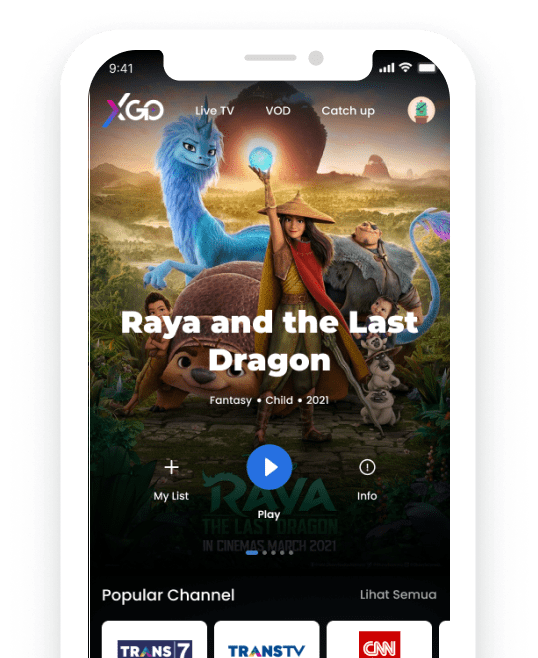 9:41
XGO
Live TV
VOD
Catch up
Raya and the Last
Dragon
Fantasy • Child • 2021
My List
Play
Info
RAYA
AND
THE LAST DRAGON
IN CINEMAS MARCH 2021
Popular Channel
Lihat Semua
TRANS 7
TRANSTV
CNN